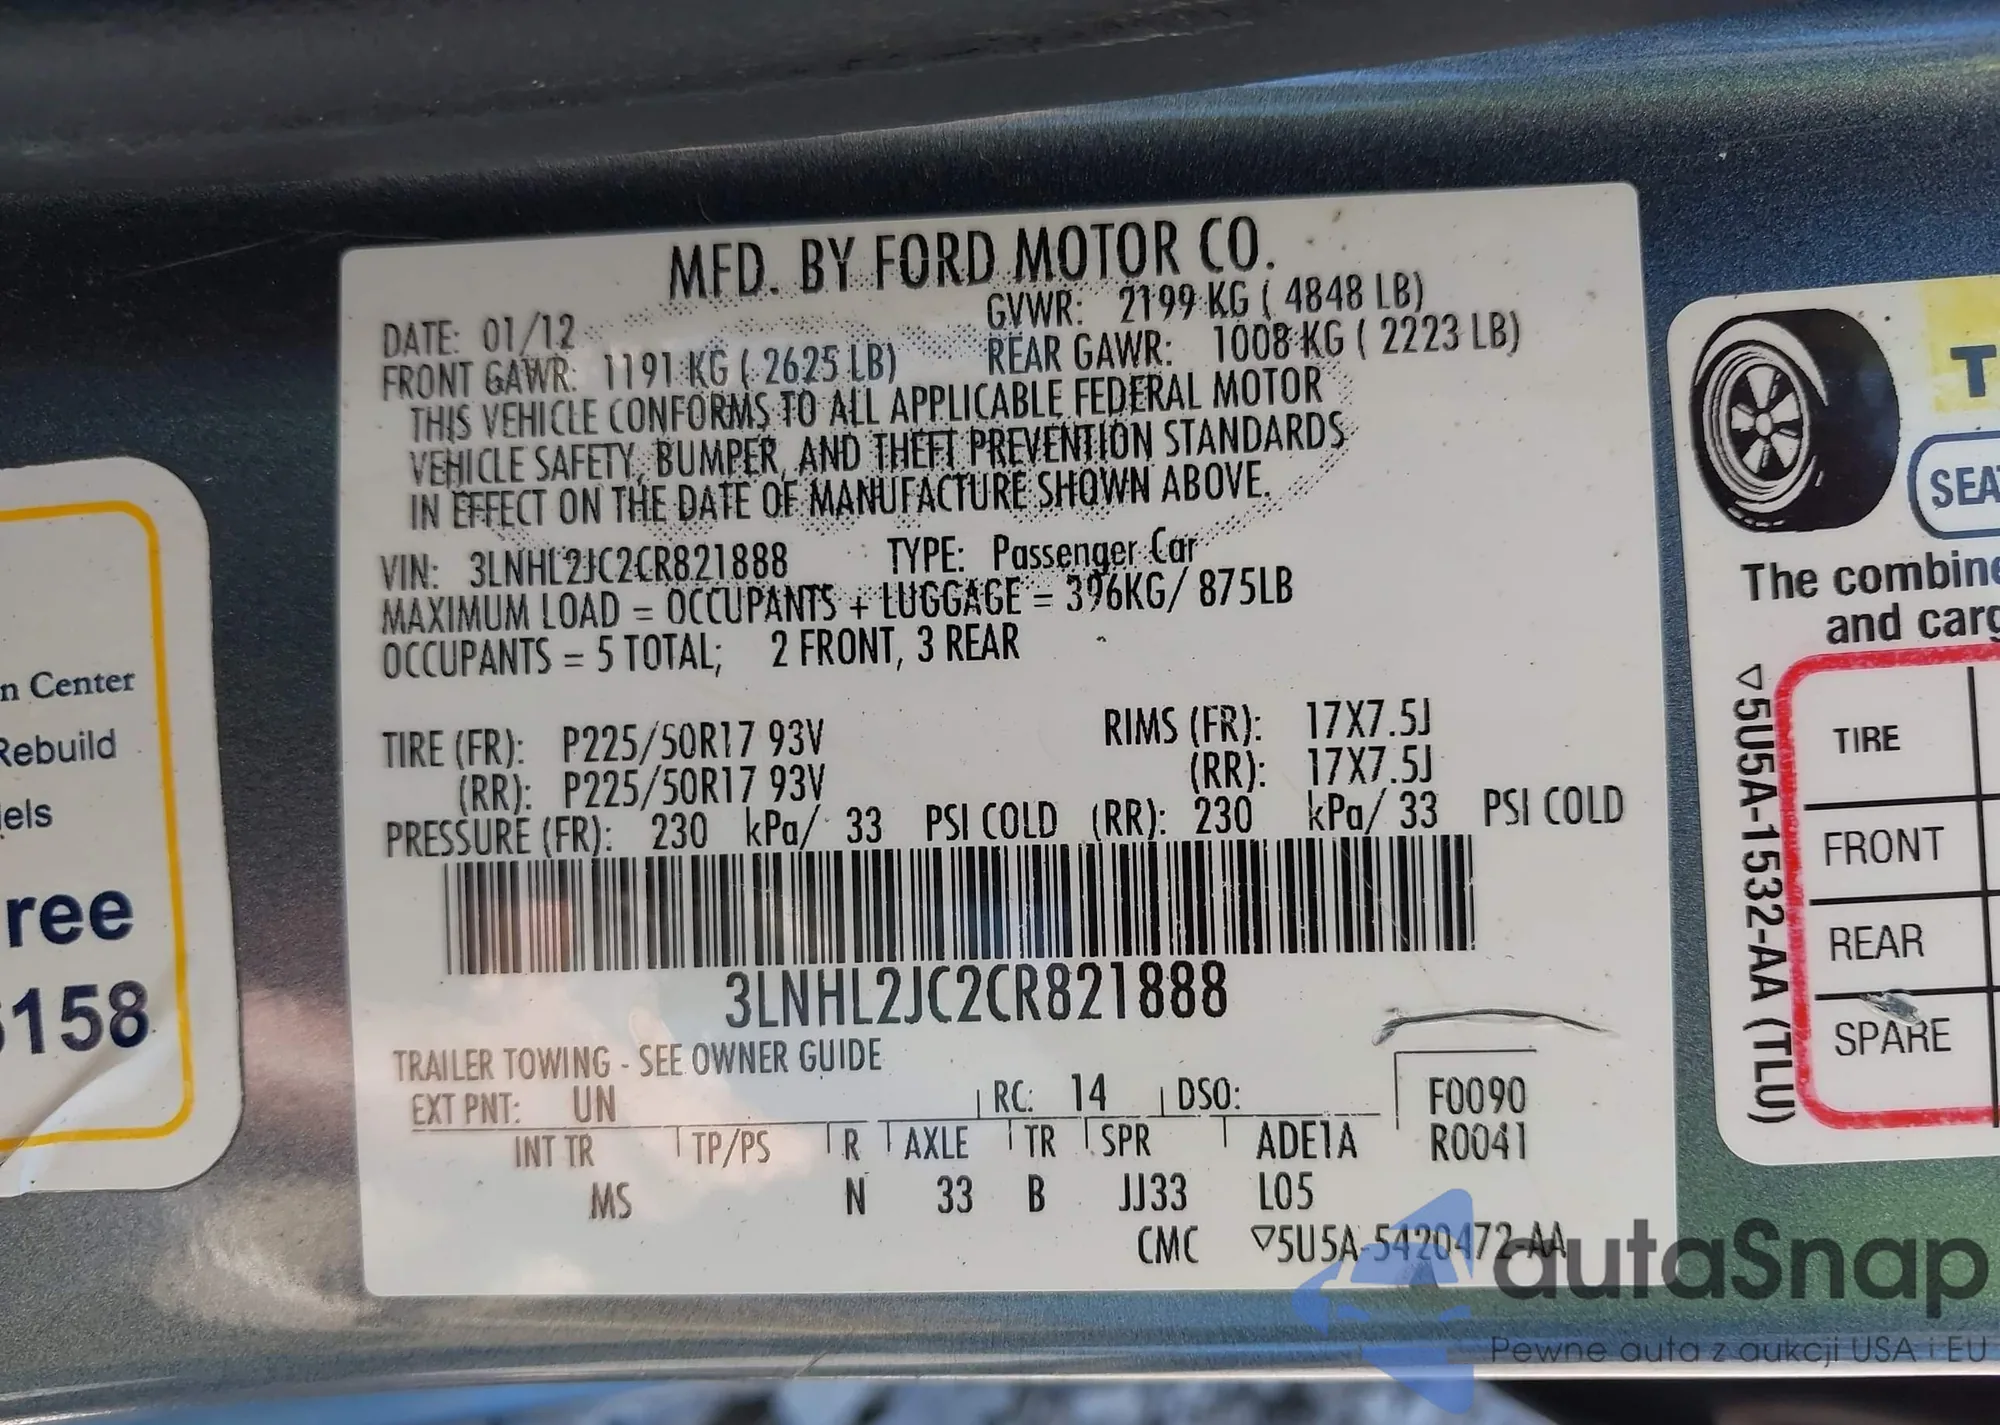 MFD. BY FORD MOTOR CO.
DATE: 01/12 GVWR: 2199 KG ( 4848 LB)
FRONT GAWR: 1191 KG ( 2625 LB) REAR GAWR: 1008 KG ( 2223 LB)
THIS VEHICLE CONFORMS TO ALL APPLICABLE FEDERAL MOTOR
VEHICLE SAFETY, BUMPER, AND THEFT PREVENTION STANDARDS
IN EFFECT ON THE DATE OF MANUFACTURE SHOWN ABOVE.
VIN: 3LNHL2JC2CR821888 TYPE: Passenger Car
MAXIMUM LOAD = OCCUPANTS + LUGGAGE = 396KG/ 875LB
OCCUPANTS = 5 TOTAL; 2 FRONT, 3 REAR
TIRE (FR): P225/50R17 93V RIMS (FR): 17X7.5J
(RR): P225/50R17 93V (RR): 17X7.5J
PRESSURE (FR): 230 kPa/ 33 PSI COLD (RR): 230 kPa/ 33 PSI COLD
3LNHL2JC2CR821888
TRAILER TOWING - SEE OWNER GUIDE
EXT PNT: UN RC: 14 DSO: F0090
INT TR TP/PS R AXLE TR SPR ADE1A R0041
MS N 33 B JJ33 L05
CMC ▽5U5A-5420472-AA
n Center
Rebuild
els
ree
158
T
SEAT
The combine
and carg
TIRE
FRONT
REAR
SPARE
▽5U5A-1532-AA (TLU)
autaSnap
Pewne auta z aukcji USA i EU